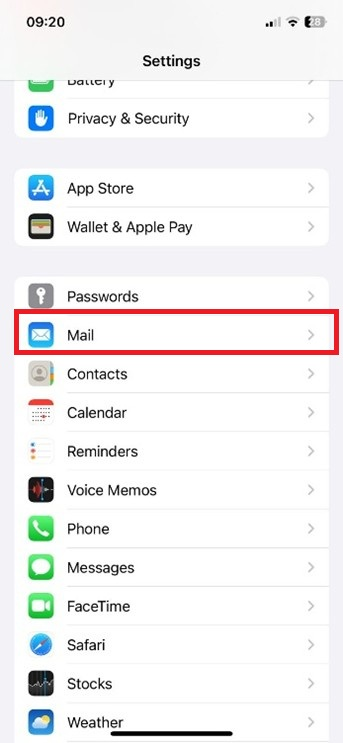 09:20
28
Settings
Battery
Privacy & Security
App Store
Wallet & Apple Pay
Passwords
Mail
Contacts
Calendar
Reminders
Voice Memos
Phone
Messages
FaceTime
Safari
Stocks
Weather